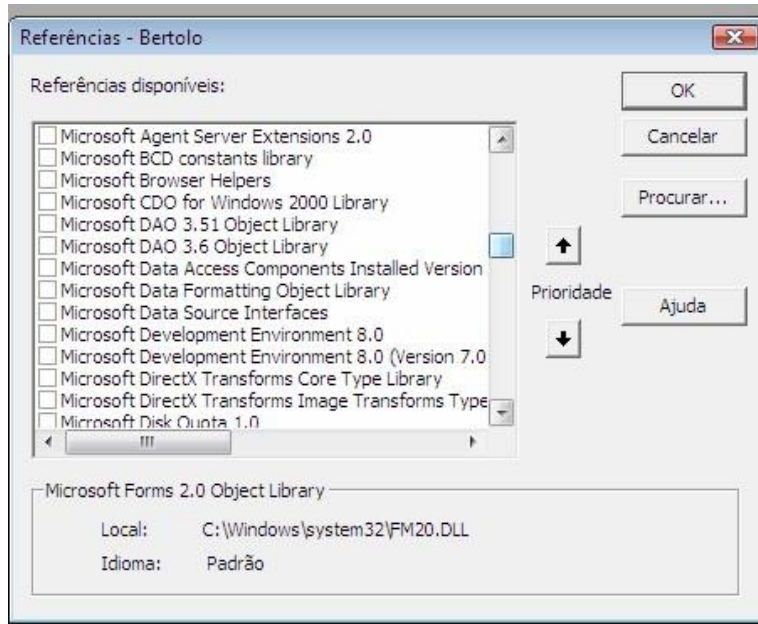 Referências - Bertolo
Referências disponíveis:
OK
Cancelar
Procurar...
Ajuda
Microsoft Agent Server Extensions 2.0
Microsoft BCD constants library
Microsoft Browser Helpers
Microsoft CDO for Windows 2000 Library
Microsoft DAO 3.51 Object Library
Microsoft DAO 3.6 Object Library
Microsoft Data Access Components Installed Version
Microsoft Data Formatting Object Library
Microsoft Data Source Interfaces
Microsoft Development Environment 8.0
Microsoft Development Environment 8.0 (Version 7.0
Microsoft DirectX Transforms Core Type Library
Microsoft DirectX Transforms Image Transforms Type
Microsoft Disk Quota 1.0
Prioridade
Microsoft Forms 2.0 Object Library
Local: C:\Windows\system32\FM20.DLL
Idioma: Padrão